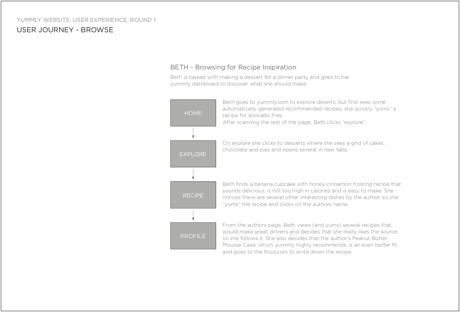 YUMMLY WEBSITE: USER EXPERIENCE, ROUND 1
USER JOURNEY - BROWSE
BETH - Browsing for Recipe Inspiration
Beth is tasked with making a dessert for a dinner party and goes to her
yummly dashboard to discover what she should make.
HOME
Beth goes to yummly.com to explore deserts, but first sees some
automatically generated recommended recipes, she quickly "yums" a
recipe for avocado fries.
After scanning the rest of the page, Beth clicks "explore".
EXPLORE
On explore she clicks to desserts where she sees a grid of cakes,
chocolate and pies and opens several in new tabs.
RECIPE
Beth finds a banana cupcake with honey-cinnamon frosting recipe that
sounds delicious, is not too high in calories and is easy to make. She
notices there are several other interesting dishes by the author, so she
"yums" the recipe and clicks on the authors name.
PROFILE
From the authors page, Beth views (and yums) several recipes that
would make great dinners and decides that she really likes the source,
so she follows it. She also decides that the author's Peanut Butter
Mousse Cake, which yummly highly recommends, is an even better fit
and goes to the food.com to write down the recipe.